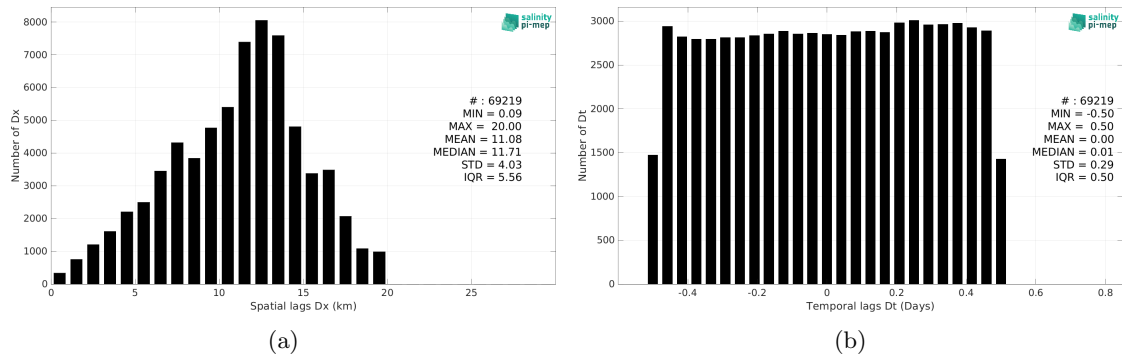 8000
7000
6000
5000
4000
3000
2000
1000
0
Number of Dx
0
5
10
15
20
25
Spatial lags Dx (km)
salinity
pi-mep
# : 69219
MIN = 0.09
MAX = 20.00
MEAN = 11.08
MEDIAN = 11.71
STD = 4.03
IQR = 5.56
(a)
3000
2500
2000
1500
1000
500
0
Number of Dt
-0.4
-0.2
0
0.2
0.4
0.6
0.8
Temporal lags Dt (Days)
salinity
pi-mep
# : 69219
MIN = -0.50
MAX = 0.50
MEAN = 0.00
MEDIAN = 0.01
STD = 0.29
IQR = 0.50
(b)